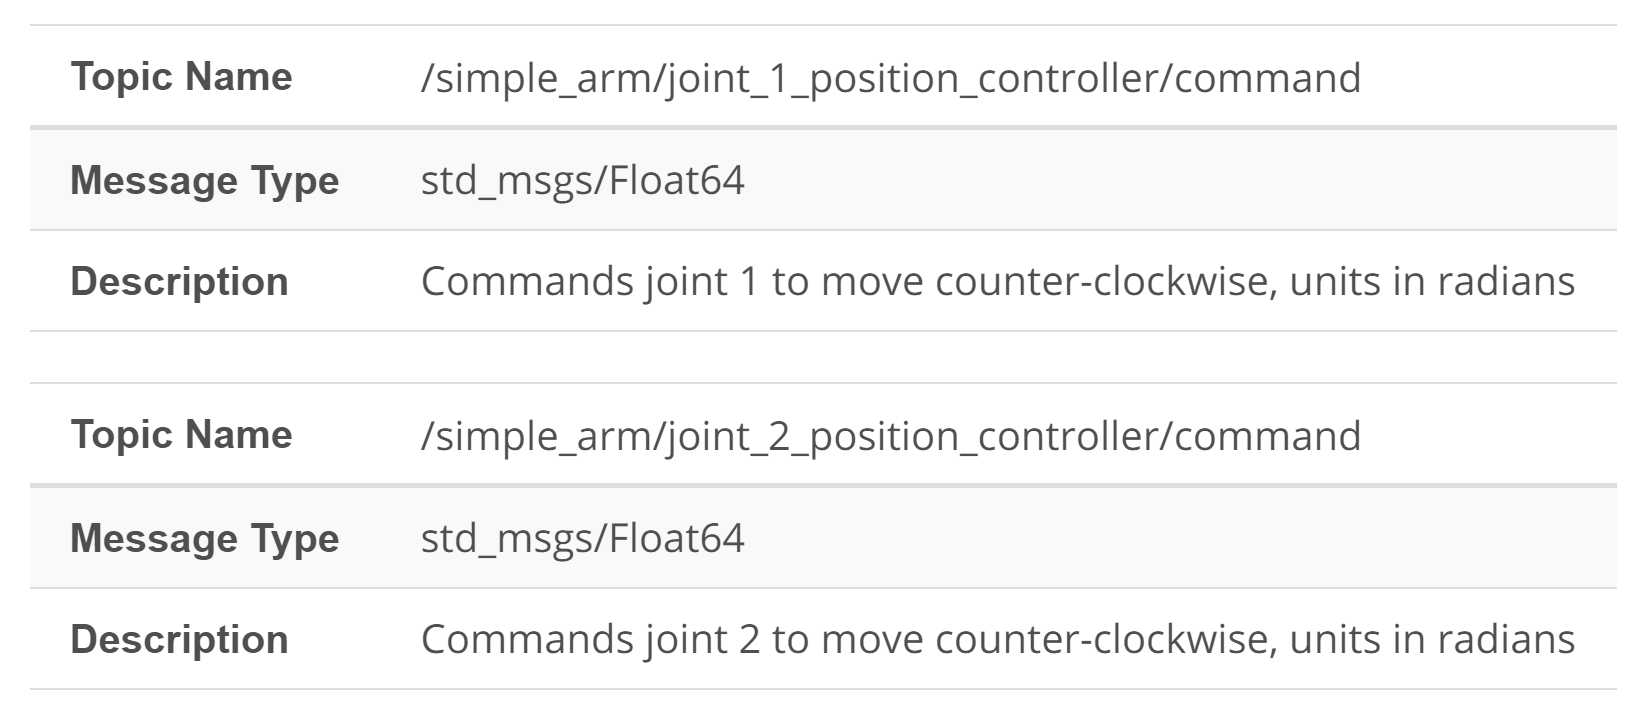 Topic Name /simple_arm/joint_1_position_controller/command
Message Type std_msgs/Float64
Description Commands joint 1 to move counter-clockwise, units in radians
Topic Name /simple_arm/joint_2_position_controller/command
Message Type std_msgs/Float64
Description Commands joint 2 to move counter-clockwise, units in radians